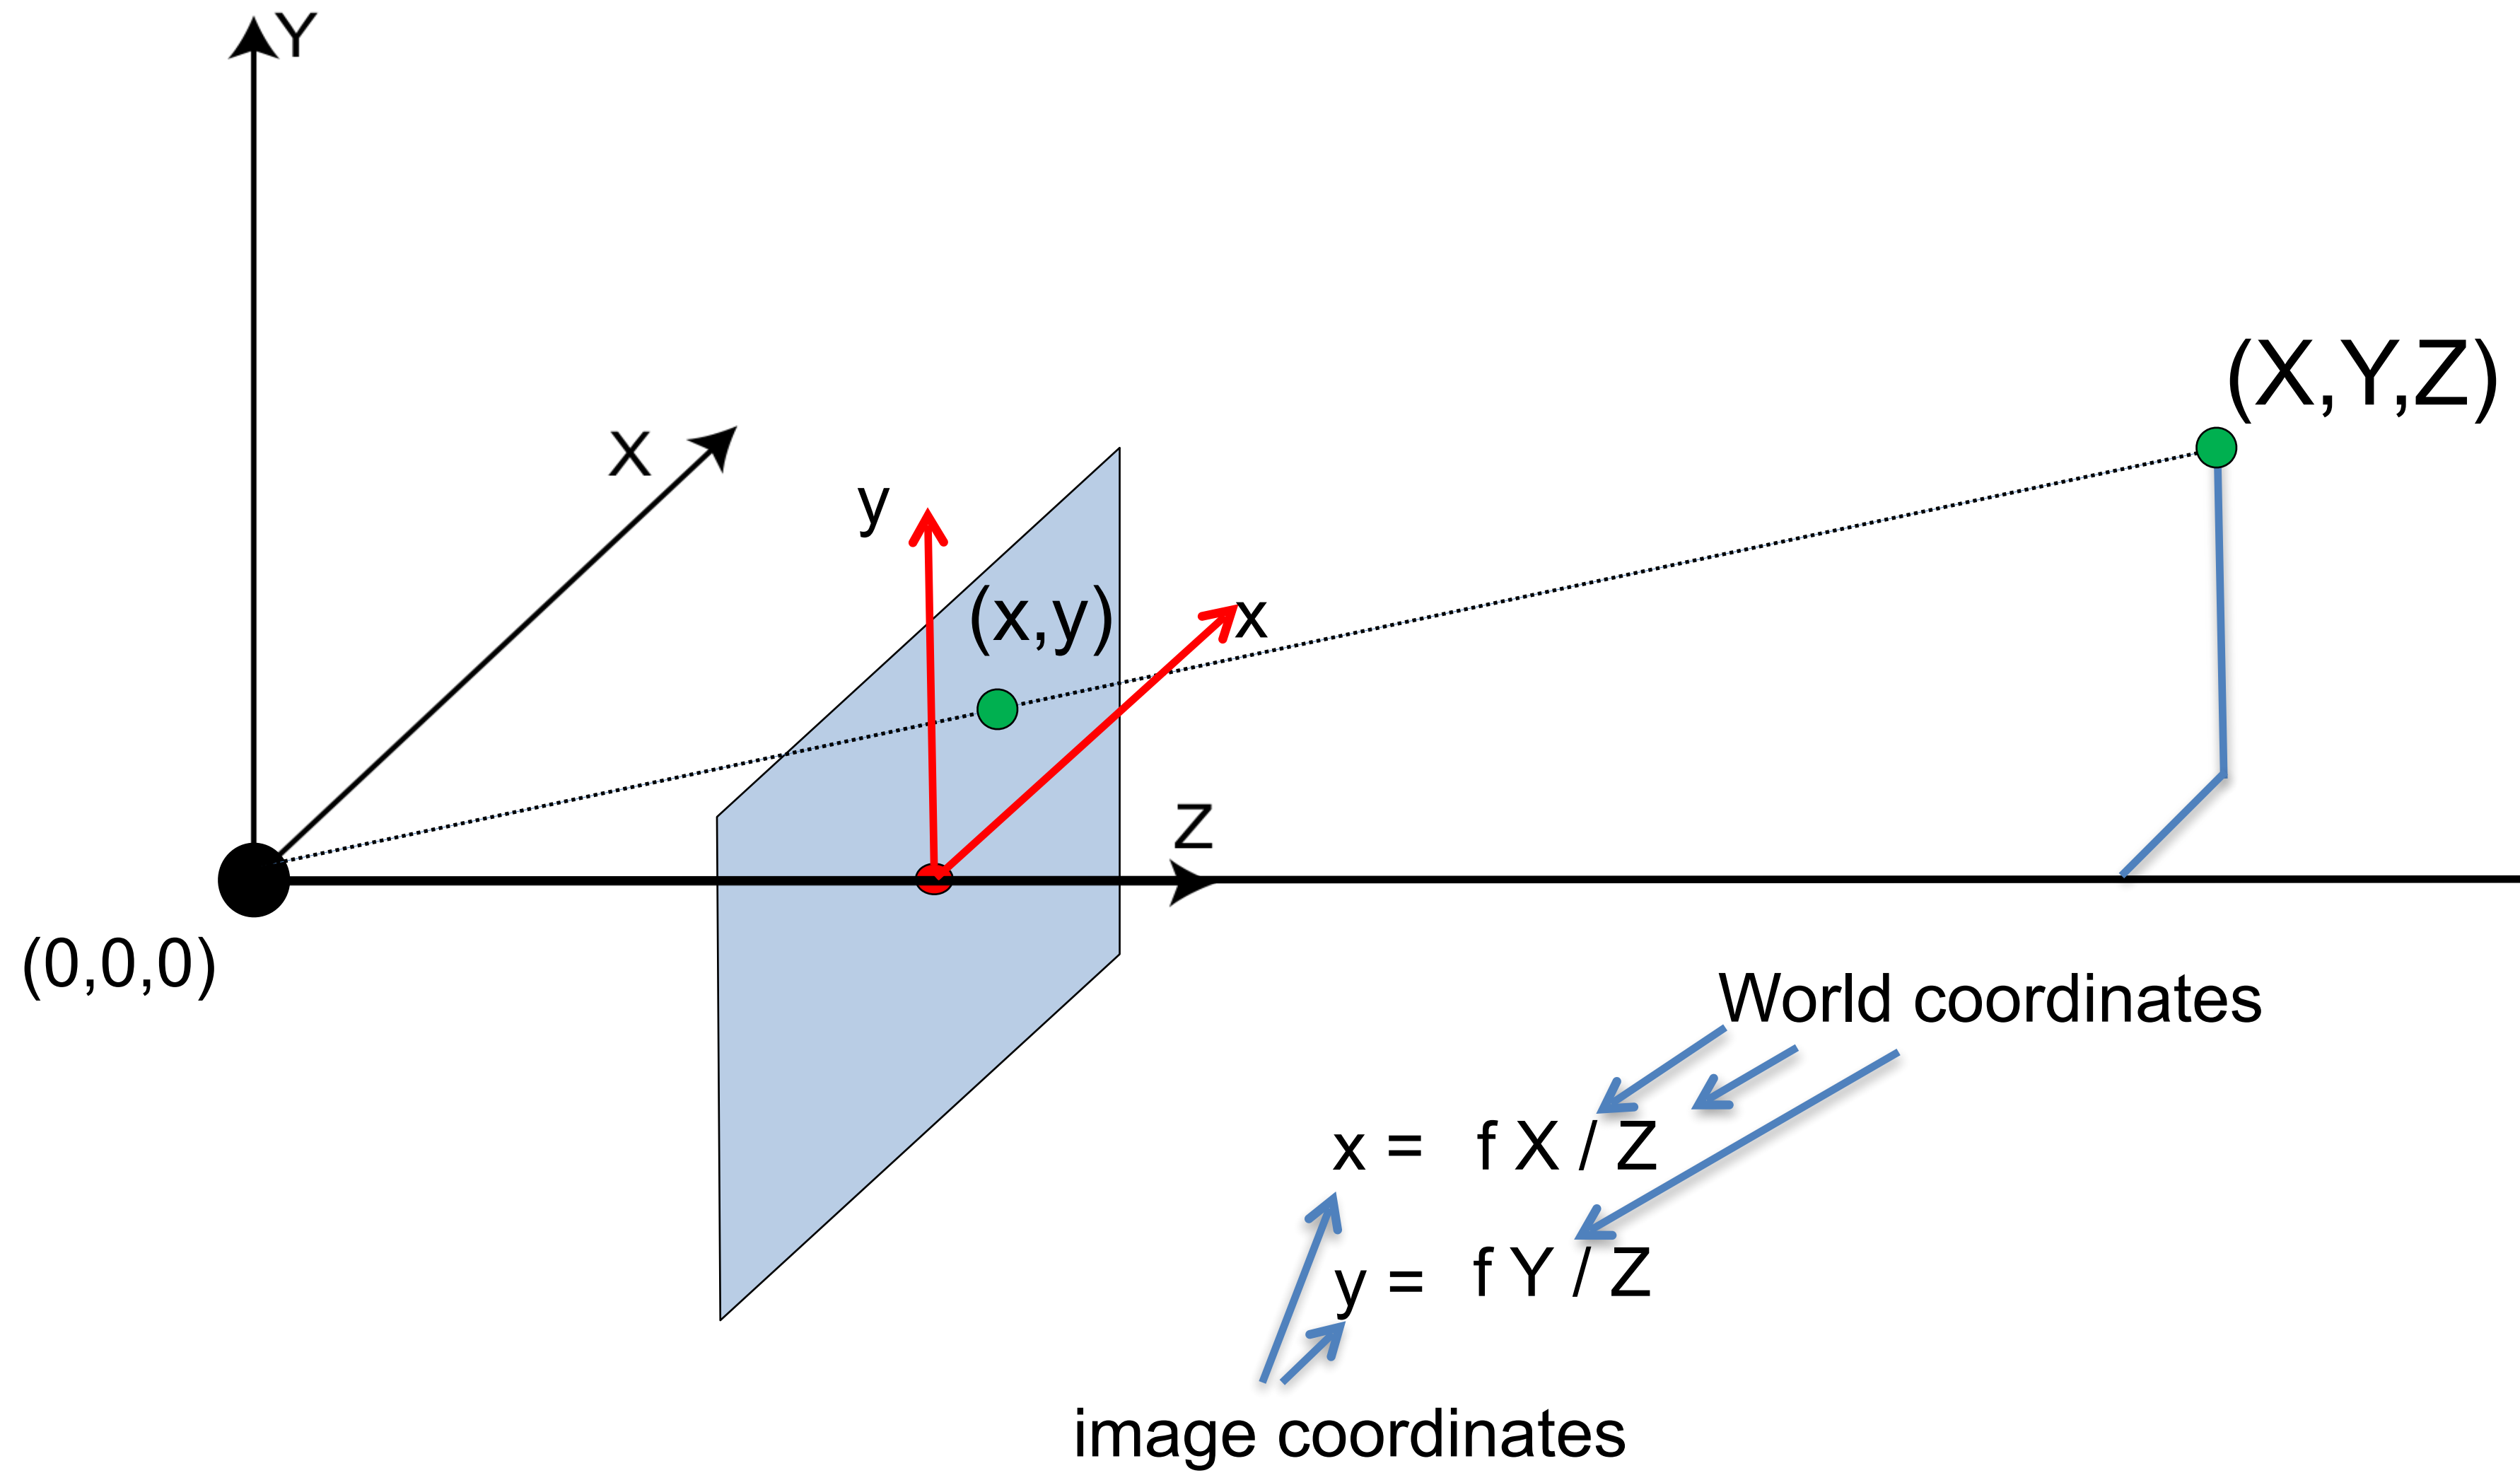 Y
(X,Y,Z)
X
y
(x,y)
x
Z
(0,0,0)
World coordinates
x = f X / Z
y = f Y / Z
image coordinates